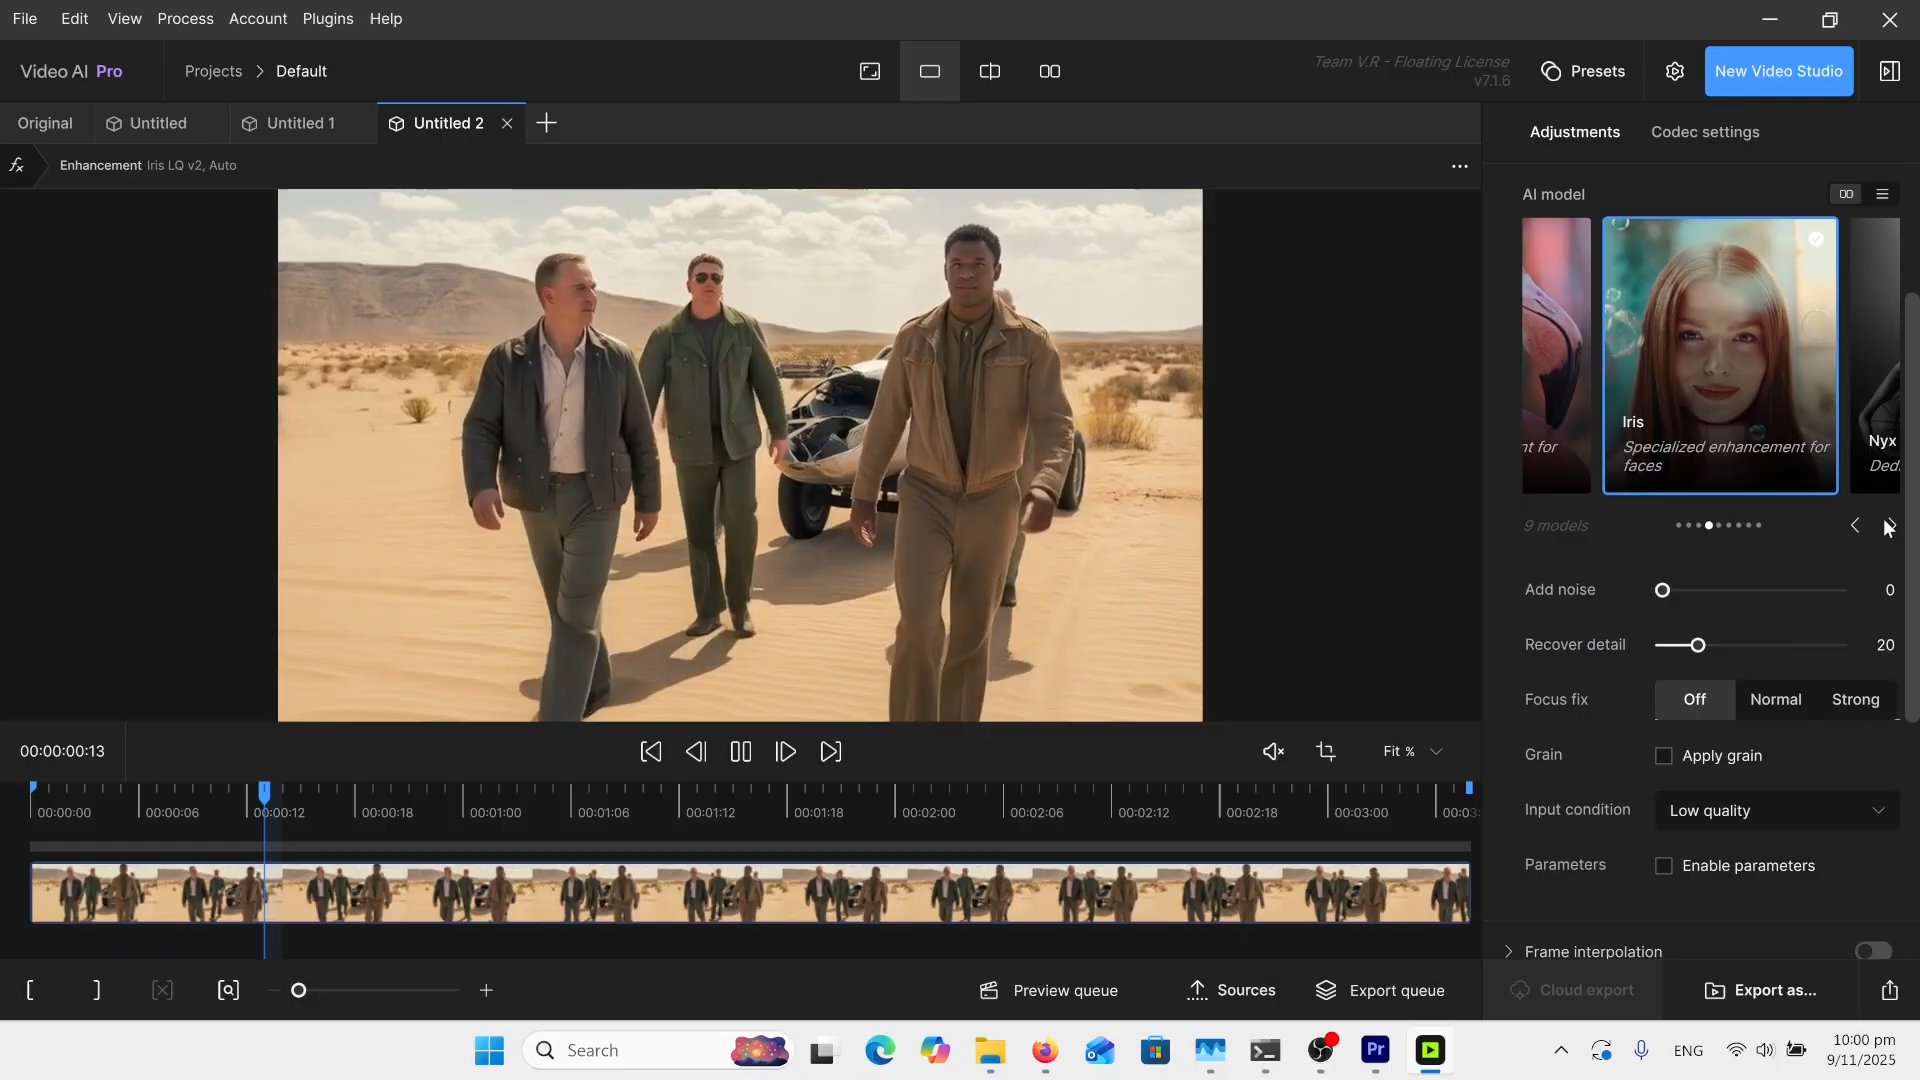 File Edit View Process Account Plugins Help
Video AI Pro Projects Default
Team V.R - Floating License
v7.1.6
Presets
New Video Studio
Original Untitled Untitled 1 Untitled 2
Adjustments Codec settings
Enhancement Iris LQ v2, Auto
AI model
Iris
Specialized enhancement for
faces
nt for
Nyx
Ded
9 models
Add noise 0
Recover detail 20
Focus fix Off Normal Strong
Grain Apply grain
Input condition Low quality
Parameters Enable parameters
Frame interpolation
00:00:00:13
Fit %
00:00:00 00:00:06 00:00:12 00:00:18 00:01:00 00:01:06 00:01:12 00:01:18 00:02:00 00:02:06 00:02:12 00:02:18 00:03:00 00:03:
Preview queue Sources Export queue Cloud export Export as...
Search
Pr
ENG
10:00 pm
9/11/2025